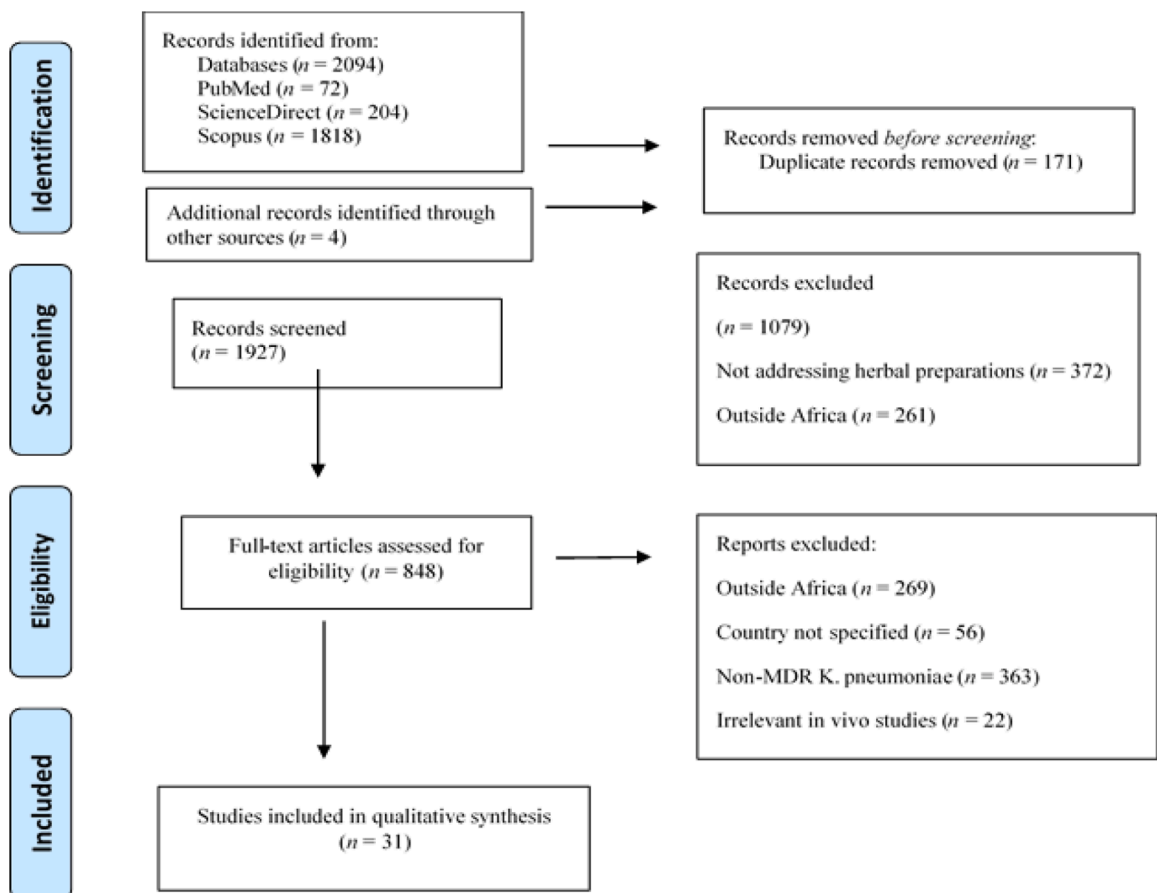 Identification
Records identified from:
Databases (n = 2094)
PubMed (n = 72)
ScienceDirect (n = 204)
Scopus (n = 1818)
Records removed before screening:
Duplicate records removed (n = 171)
Additional records identified through
other sources (n = 4)
Screening
Records screened
(n = 1927)
Records excluded
(n = 1079)
Not addressing herbal preparations (n = 372)
Outside Africa (n = 261)
Eligibility
Full-text articles assessed for
eligibility (n = 848)
Reports excluded:
Outside Africa (n = 269)
Country not specified (n = 56)
Non-MDR K. pneumoniae (n = 363)
Irrelevant in vivo studies (n = 22)
Included
Studies included in qualitative synthesis
(n = 31)